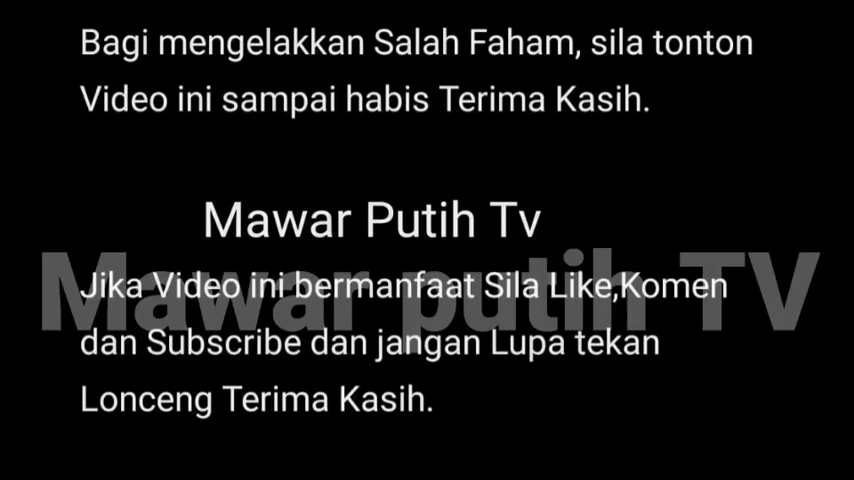 Bagi mengelakkan Salah Faham, sila tonton
Video ini sampai habis Terima Kasih.
Mawar Putih Tv
Mawar putih TV
Jika Video ini bermanfaat Sila Like,Komen
dan Subscribe dan jangan Lupa tekan
Lonceng Terima Kasih.